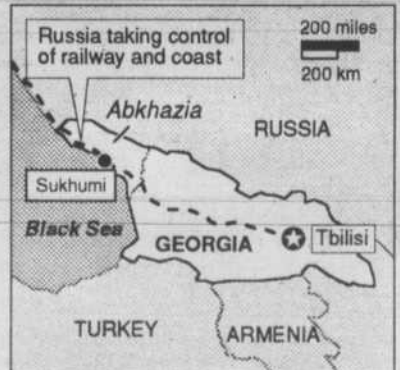 200 miles
200 km
Russia taking control
of railway and coast
Abkhazia
RUSSIA
Sukhumi
Black Sea
GEORGIA
Tbilisi
TURKEY
ARMENIA